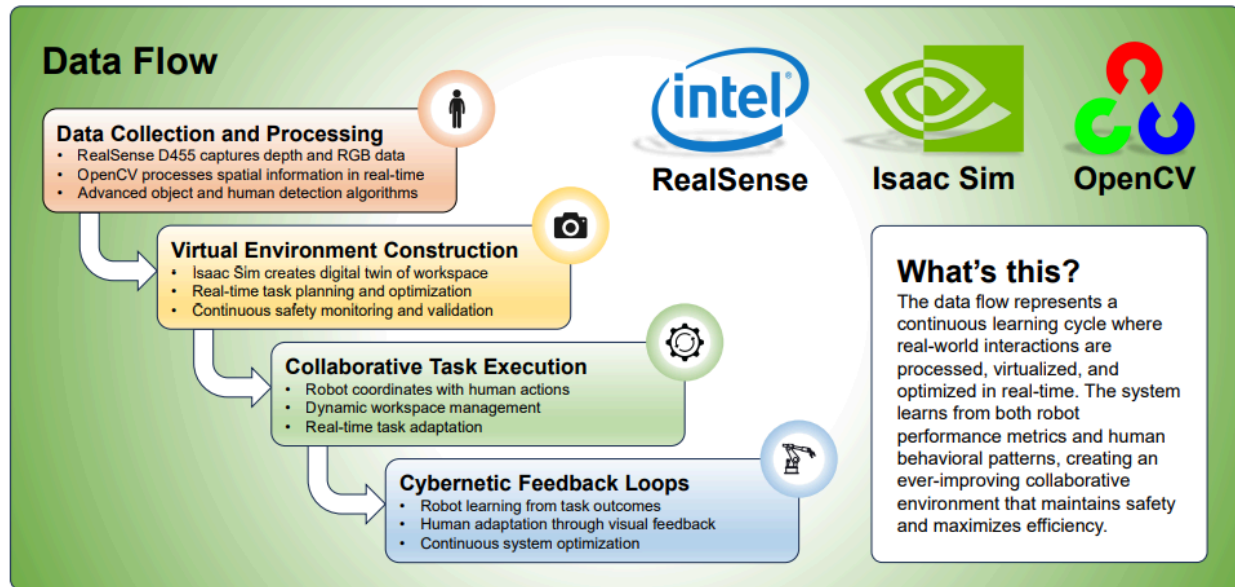 Data Flow
intel®
RealSense
Isaac Sim
OpenCV
Data Collection and Processing
• RealSense D455 captures depth and RGB data
• OpenCV processes spatial information in real-time
• Advanced object and human detection algorithms
Virtual Environment Construction
• Isaac Sim creates digital twin of workspace
• Real-time task planning and optimization
• Continuous safety monitoring and validation
Collaborative Task Execution
• Robot coordinates with human actions
• Dynamic workspace management
• Real-time task adaptation
Cybernetic Feedback Loops
• Robot learning from task outcomes
• Human adaptation through visual feedback
• Continuous system optimization
What's this?
The data flow represents a
continuous learning cycle where
real-world interactions are
processed, virtualized, and
optimized in real-time. The system
learns from both robot
performance metrics and human
behavioral patterns, creating an
ever-improving collaborative
environment that maintains safety
and maximizes efficiency.